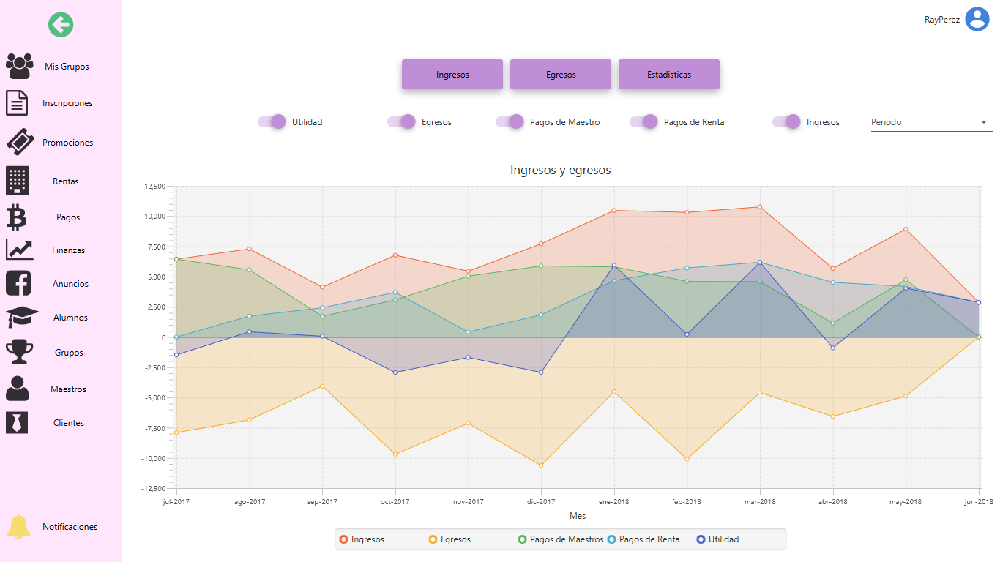 RayPerez
Mis Grupos
Inscripciones
Promociones
Rentas
Pagos
Finanzas
Anuncios
Alumnos
Grupos
Maestros
Clientes
Notificaciones
Ingresos Egresos Estadísticas
Utilidad Egresos Pagos de Maestro Pagos de Renta Ingresos Periodo
Ingresos y egresos
12,500
10,000
7,500
5,000
2,500
0
-2,500
-5,000
-7,500
-10,000
-12,500
jul-2017 ago-2017 sep-2017 oct-2017 nov-2017 dic-2017 ene-2018 feb-2018 mar-2018 abr-2018 may-2018 jun-2018
Mes
Ingresos Egresos Pagos de Maestros Pagos de Renta Utilidad